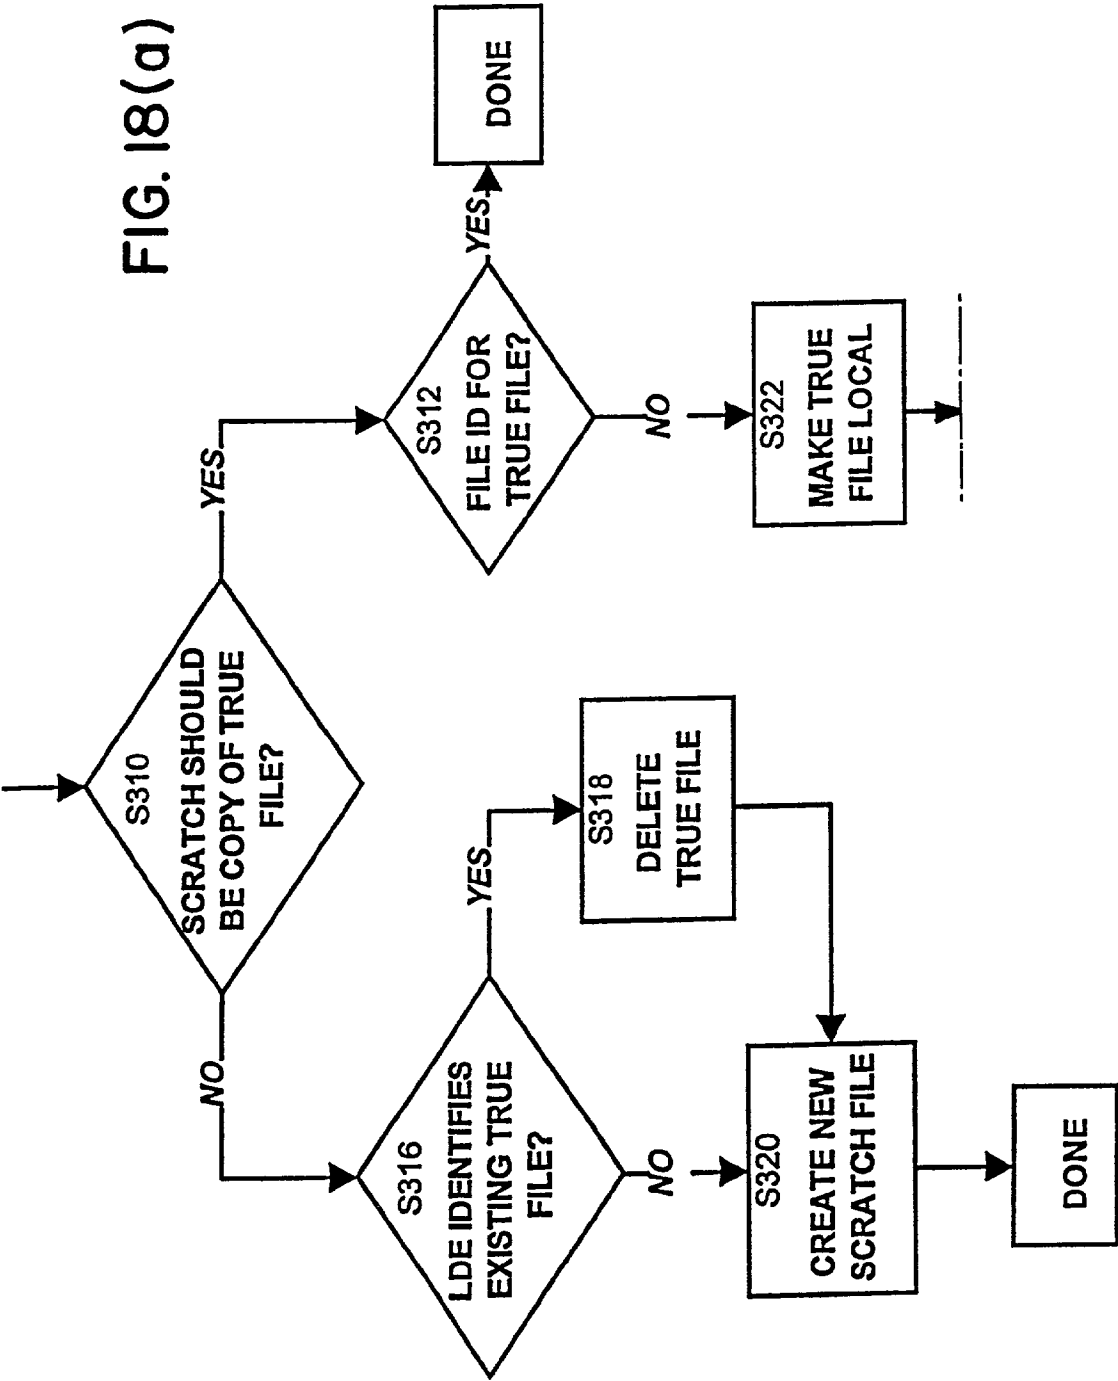 FIG. 18(a)
S310
SCRATCH SHOULD
BE COPY OF TRUE
FILE?
NO
YES
S316
LDE IDENTIFIES
EXISTING TRUE
FILE?
YES
NO
S312
FILE ID FOR
TRUE FILE?
YES
DONE
NO
S318
DELETE
TRUE FILE
S320
CREATE NEW
SCRATCH FILE
S322
MAKE TRUE
FILE LOCAL
DONE